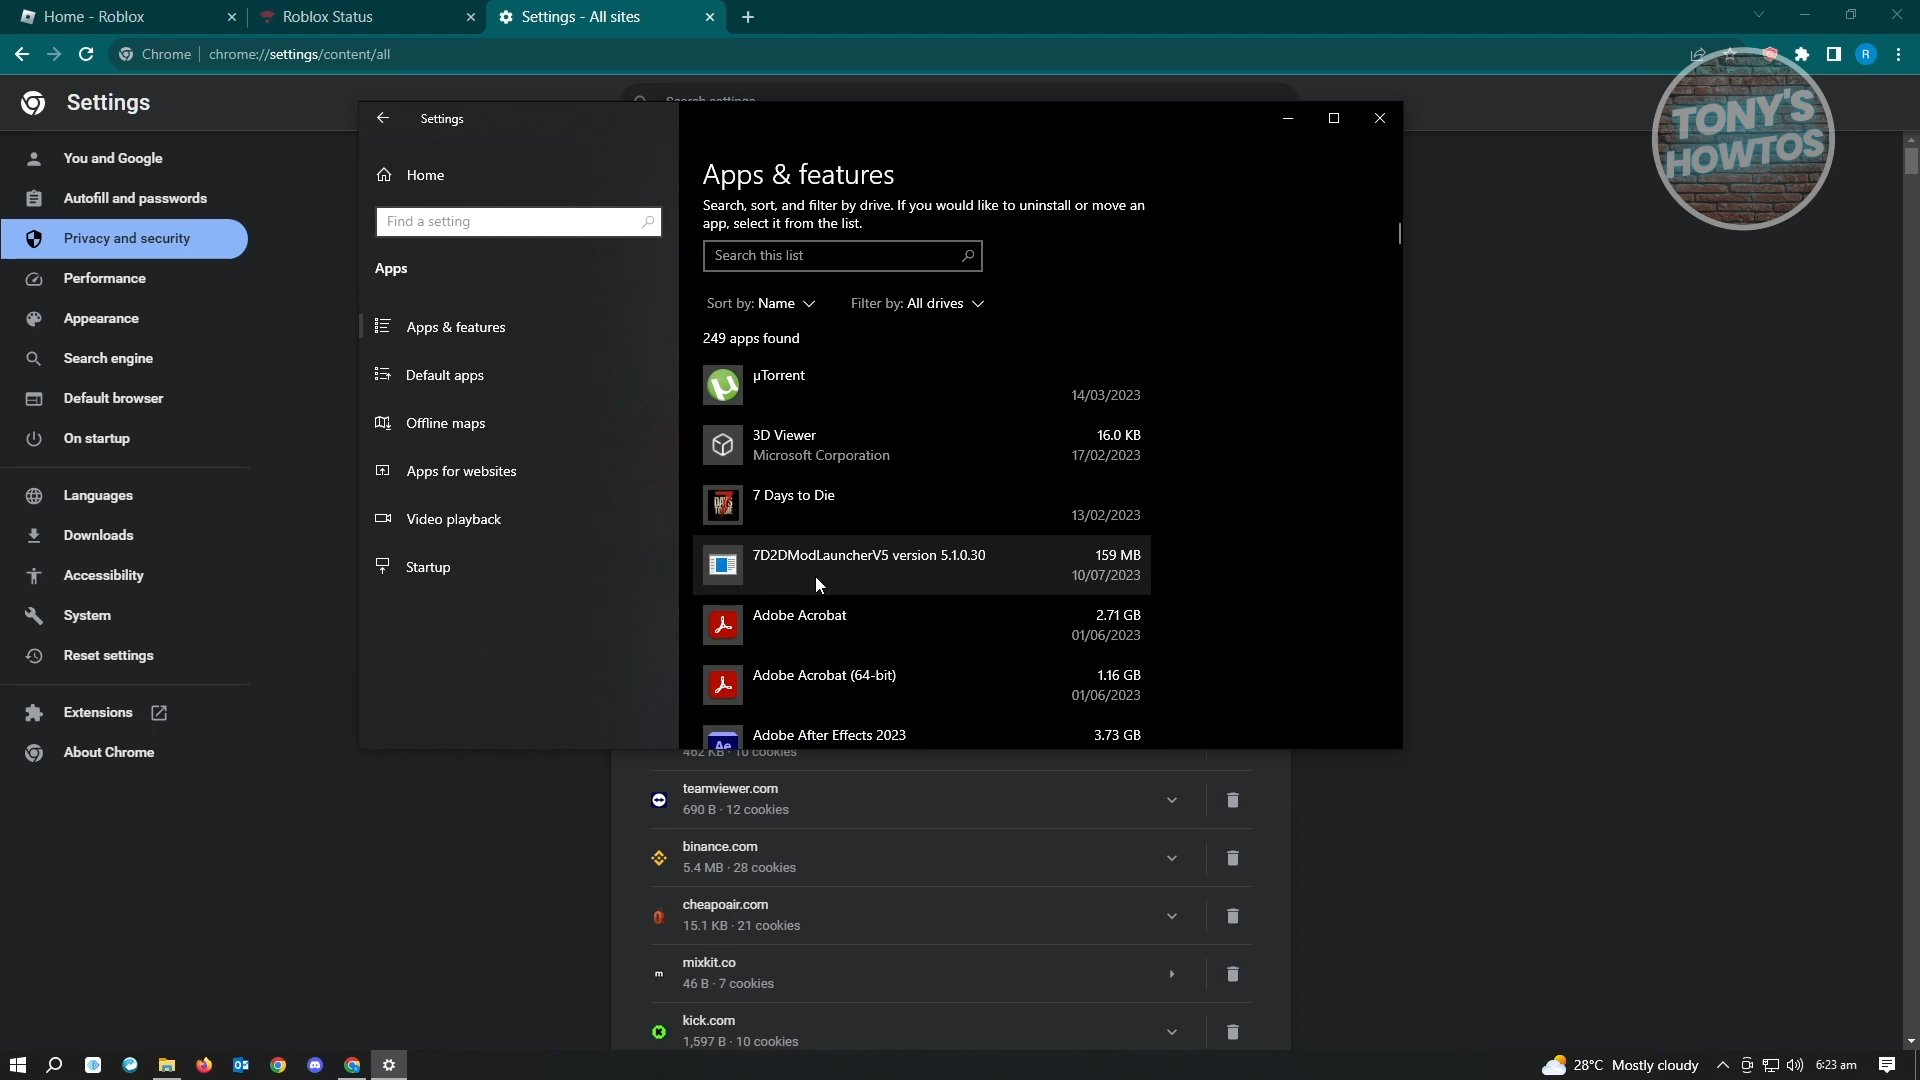 Home - Roblox
Roblox Status
Settings - All sites
Chrome
chrome://settings/content/all
Settings
TONY'S
HOWTOS
You and Google
Autofill and passwords
Privacy and security
Performance
Appearance
Search engine
Default browser
On startup
Languages
Downloads
Accessibility
System
Reset settings
Extensions
About Chrome
Search settings
Settings
Home
Find a setting
Apps
Apps & features
Default apps
Offline maps
Apps for websites
Video playback
Startup
Apps & features
Search, sort, and filter by drive. If you would like to uninstall or move an
app, select it from the list.
Search this list
Sort by: Name
Filter by: All drives
249 apps found
µTorrent
14/03/2023
3D Viewer
16.0 KB
Microsoft Corporation
17/02/2023
7 Days to Die
13/02/2023
7D2DModLauncherV5 version 5.1.0.30
159 MB
10/07/2023
Adobe Acrobat
2.71 GB
01/06/2023
Adobe Acrobat (64-bit)
1.16 GB
01/06/2023
Adobe After Effects 2023
3.73 GB
Ae
462 KB · 10 cookies
teamviewer.com
690 B · 12 cookies
binance.com
5.4 MB · 28 cookies
cheapoair.com
15.1 KB · 21 cookies
m
mixkit.co
46 B · 7 cookies
kick.com
1,597 B · 10 cookies
28°C Mostly cloudy
6:23 am
R